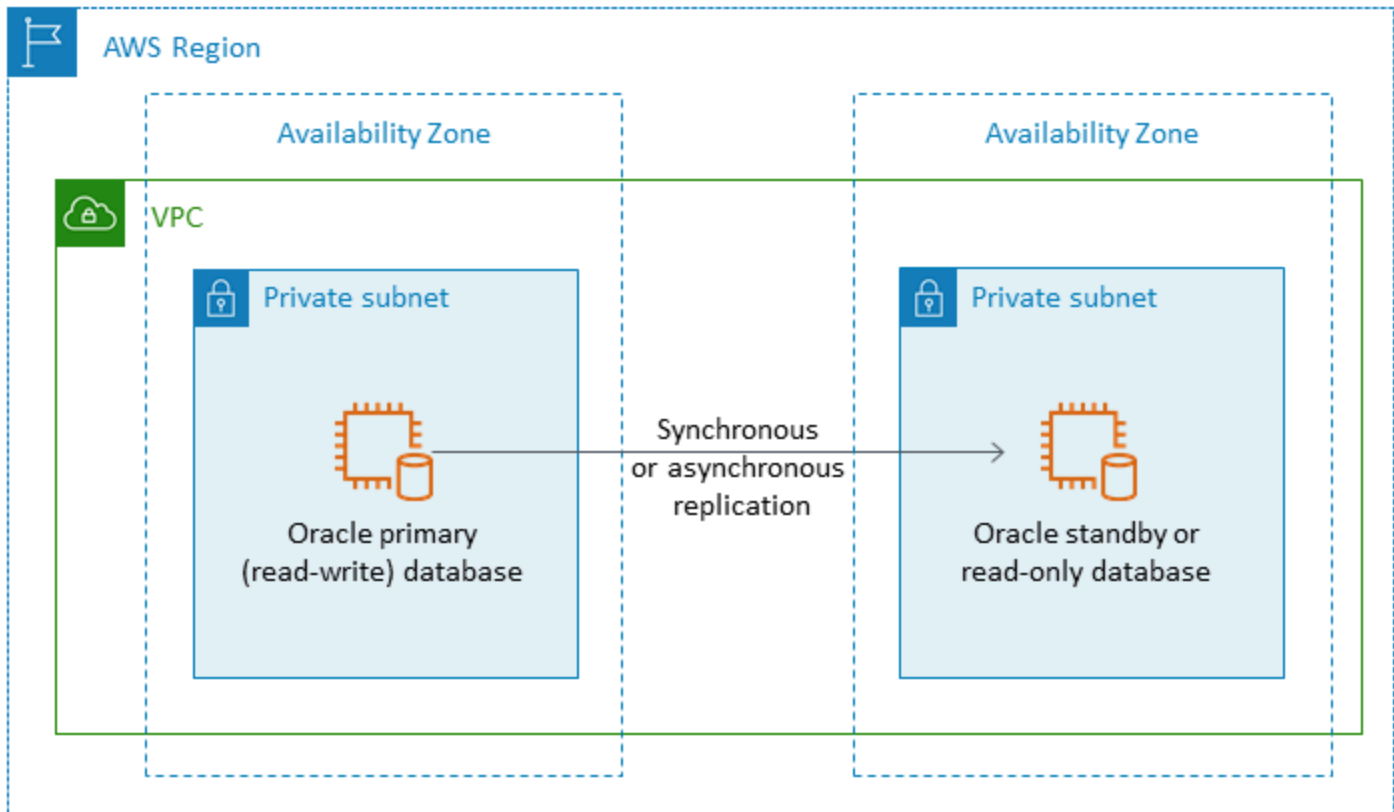 AWS Region
Availability Zone
Availability Zone
VPC
Private subnet
Private subnet
Synchronous
or asynchronous
replication
Oracle primary
(read-write) database
Oracle standby or
read-only database